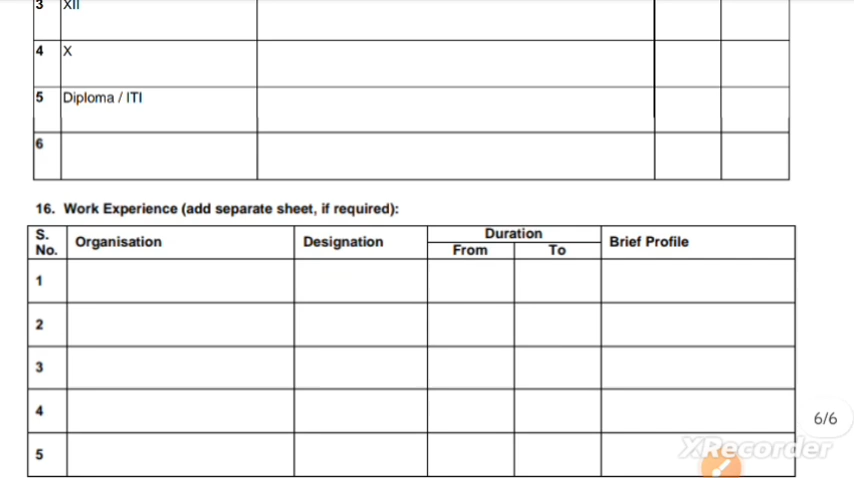 3 XII
4 X
5 Diploma / ITI
6
16. Work Experience (add separate sheet, if required):
S. No. Organisation Designation Duration From To Brief Profile
1
2
3
4
5
6/6
XRecorder